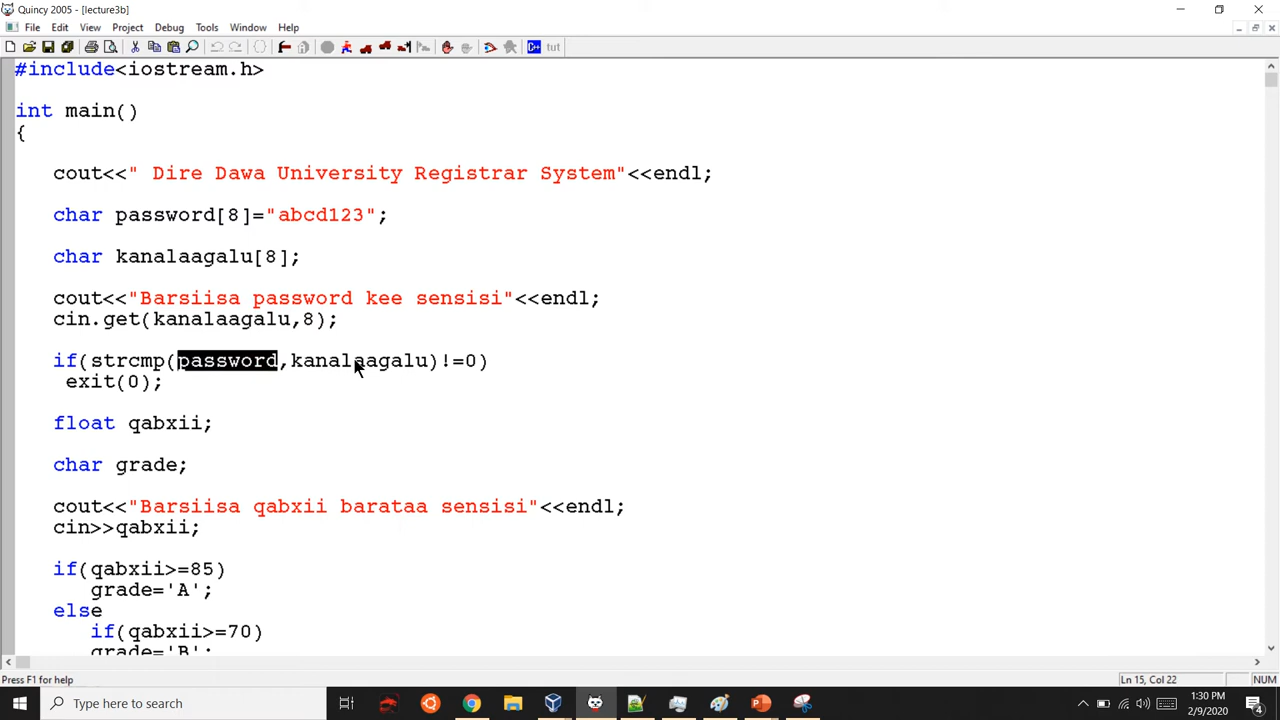 Quincy 2005 - [lecture3b]
File Edit View Project Debug Tools Window Help
C++ tut
#include<iostream.h>
int main()
{
cout<<" Dire Dawa University Registrar System"<<endl;
char password[8]="abcd123";
char kanalaagalu[8];
cout<<"Barsiisa password kee sensisi"<<endl;
cin.get(kanalaagalu,8);
if(strcmp(password,kanalaagalu)!=0)
exit(0);
float qabxii;
char grade;
cout<<"Barsiisa qabxii barataa sensisi"<<endl;
cin>>qabxii;
if(qabxii>=85)
grade='A';
else
if(qabxii>=70)
grade='B';
Press F1 for help
Ln 15, Col 22
NUM
Type here to search
1:30 PM
2/9/2020
4